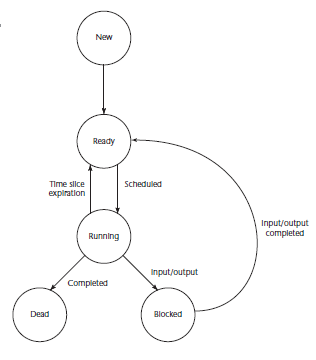 New
Ready
Time slice
expiration
Scheduled
Running
Input/output
completed
Completed
Input/output
Dead
Blocked